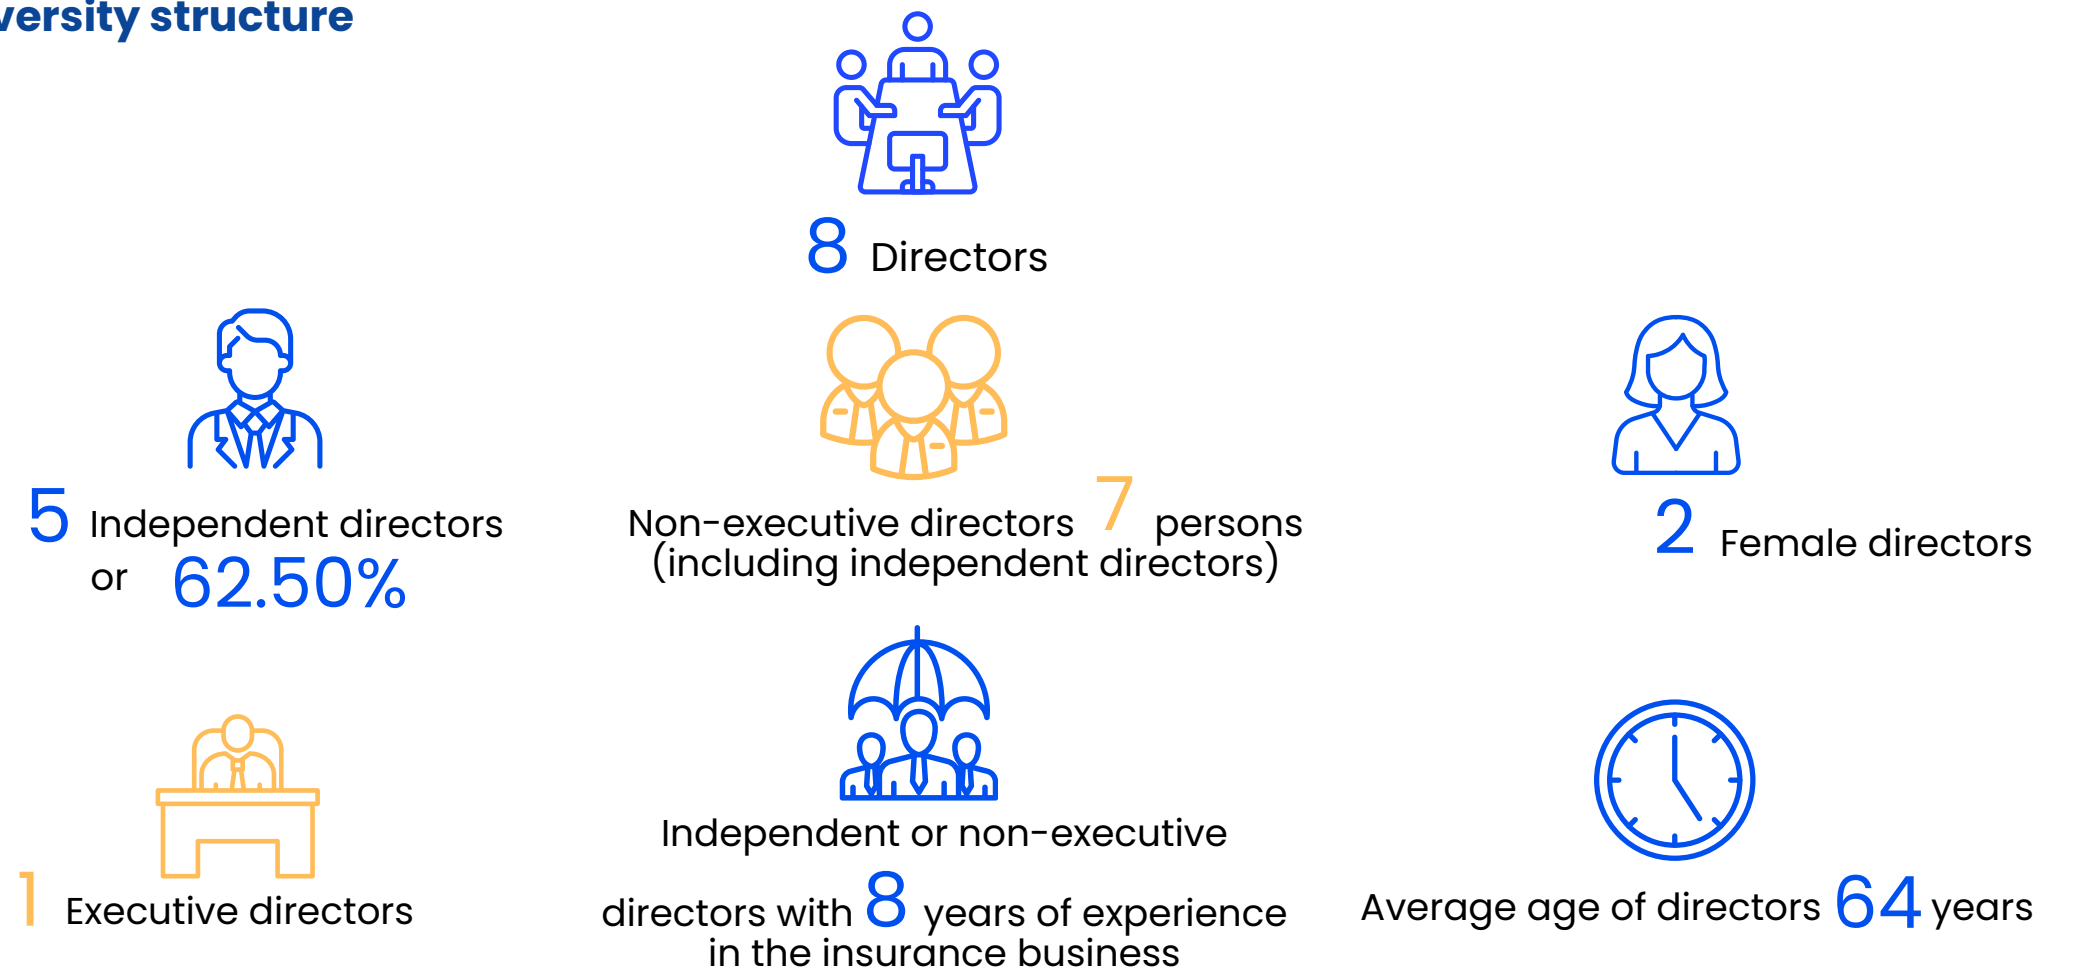 versity structure
8 Directors
5 Independent directors
or 62.50%
Non-executive directors 7 persons
(including independent directors)
2 Female directors
1 Executive directors
Independent or non-executive
directors with 8 years of experience
in the insurance business
Average age of directors 64 years